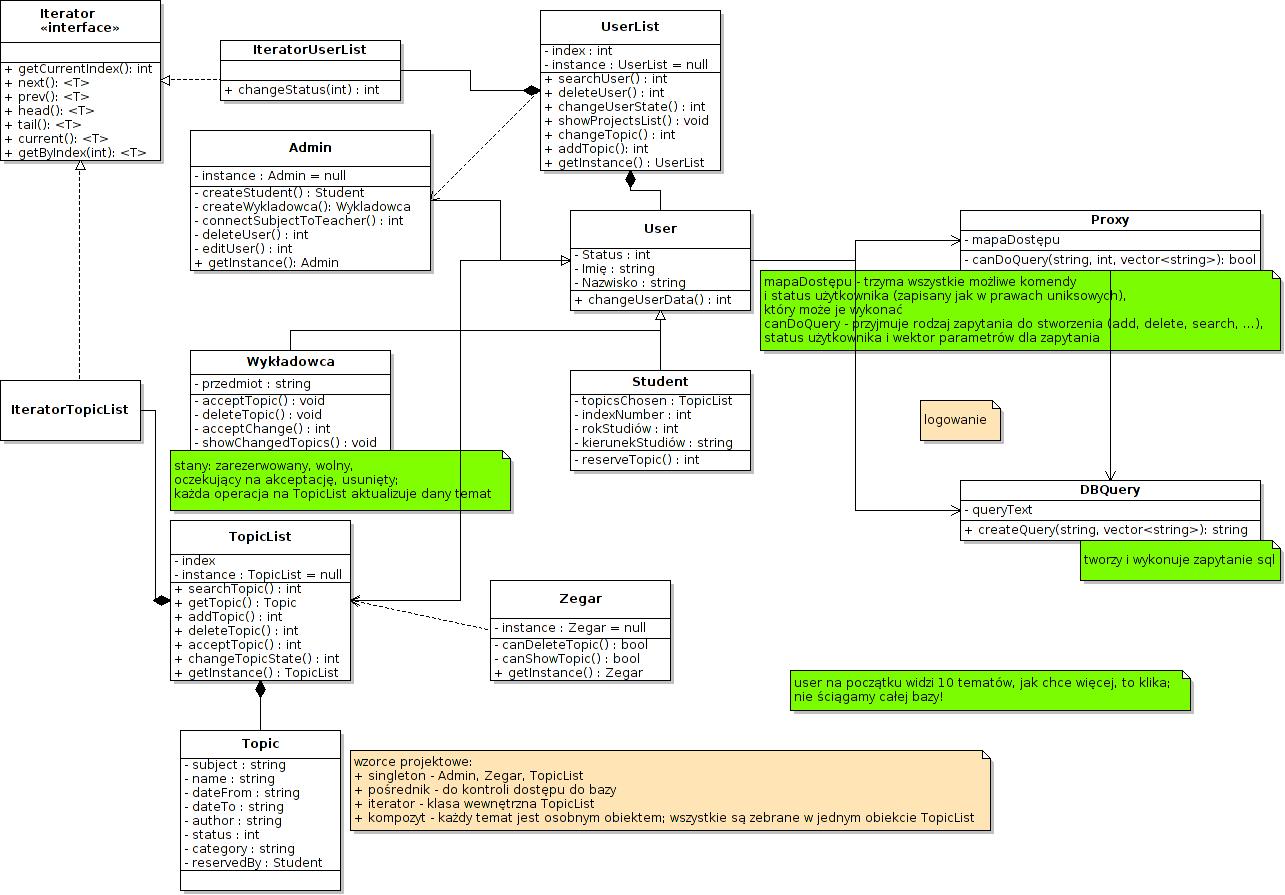 Iterator
«interface»
+ getCurrentIndex(): int
+ next(): <T>
+ prev(): <T>
+ head(): <T>
+ tail(): <T>
+ current(): <T>
+ getByIndex(int): <T>
IteratorUserList
+ changeStatus(int) : int
UserList
- index : int
- instance : UserList = null
+ searchUser() : int
+ deleteUser() : int
+ changeUserState() : int
+ showProjectsList() : void
+ changeTopic() : int
+ addTopic(): int
+ getInstance() : UserList
Admin
- instance : Admin = null
- createStudent() : Student
- createWykladowca(): Wykladowca
- connectSubjectToTeacher() : int
- deleteUser() : int
- editUser() : int
+ getInstance(): Admin
User
- Status : int
- Imię : string
- Nazwisko : string
+ changeUserData() : int
Proxy
- mapaDostępu
- canDoQuery(string, int, vector<string>): bool
mapaDostępu - trzyma wszystkie możliwe komendy
i status użytkownika (zapisany jak w prawach uniksowych),
który może je wykonać
canDoQuery - przyjmuje rodzaj zapytania do stworzenia (add, delete, search, ...),
status użytkownika i wektor parametrów dla zapytania
Wykładowca
- przedmiot : string
- acceptTopic() : void
- deleteTopic() : void
- acceptChange() : int
- showChangedTopics() : void
stany: zarezerwowany, wolny,
oczekujący na akceptację, usunięty;
każda operacja na TopicList aktualizuje dany temat
Student
- topicsChosen : TopicList
- indexNumber : int
- rokStudiów : int
- kierunekStudiów : string
- reserveTopic() : int
IteratorTopicList
logowanie
DBQuery
- queryText
+ createQuery(string, vector<string>): string
tworzy i wykonuje zapytanie sql
TopicList
- index
- instance : TopicList = null
+ searchTopic() : int
+ getTopic() : Topic
+ addTopic() : int
+ deleteTopic() : int
+ acceptTopic() : int
+ changeTopicState() : int
+ getInstance() : TopicList
Zegar
- instance : Zegar = null
- canDeleteTopic() : bool
- canShowTopic() : bool
+ getInstance() : Zegar
user na początku widzi 10 tematów, jak chce więcej, to klika;
nie ściągamy całej bazy!
Topic
- subject : string
- name : string
- dateFrom : string
- dateTo : string
- author : string
- status : int
- category : string
- reservedBy : Student
wzorce projektowe:
+ singleton - Admin, Zegar, TopicList
+ pośrednik - do kontroli dostępu do bazy
+ iterator - klasa wewnętrzna TopicList
+ kompozyt - każdy temat jest osobnym obiektem; wszystkie są zebrane w jednym obiekcie TopicList